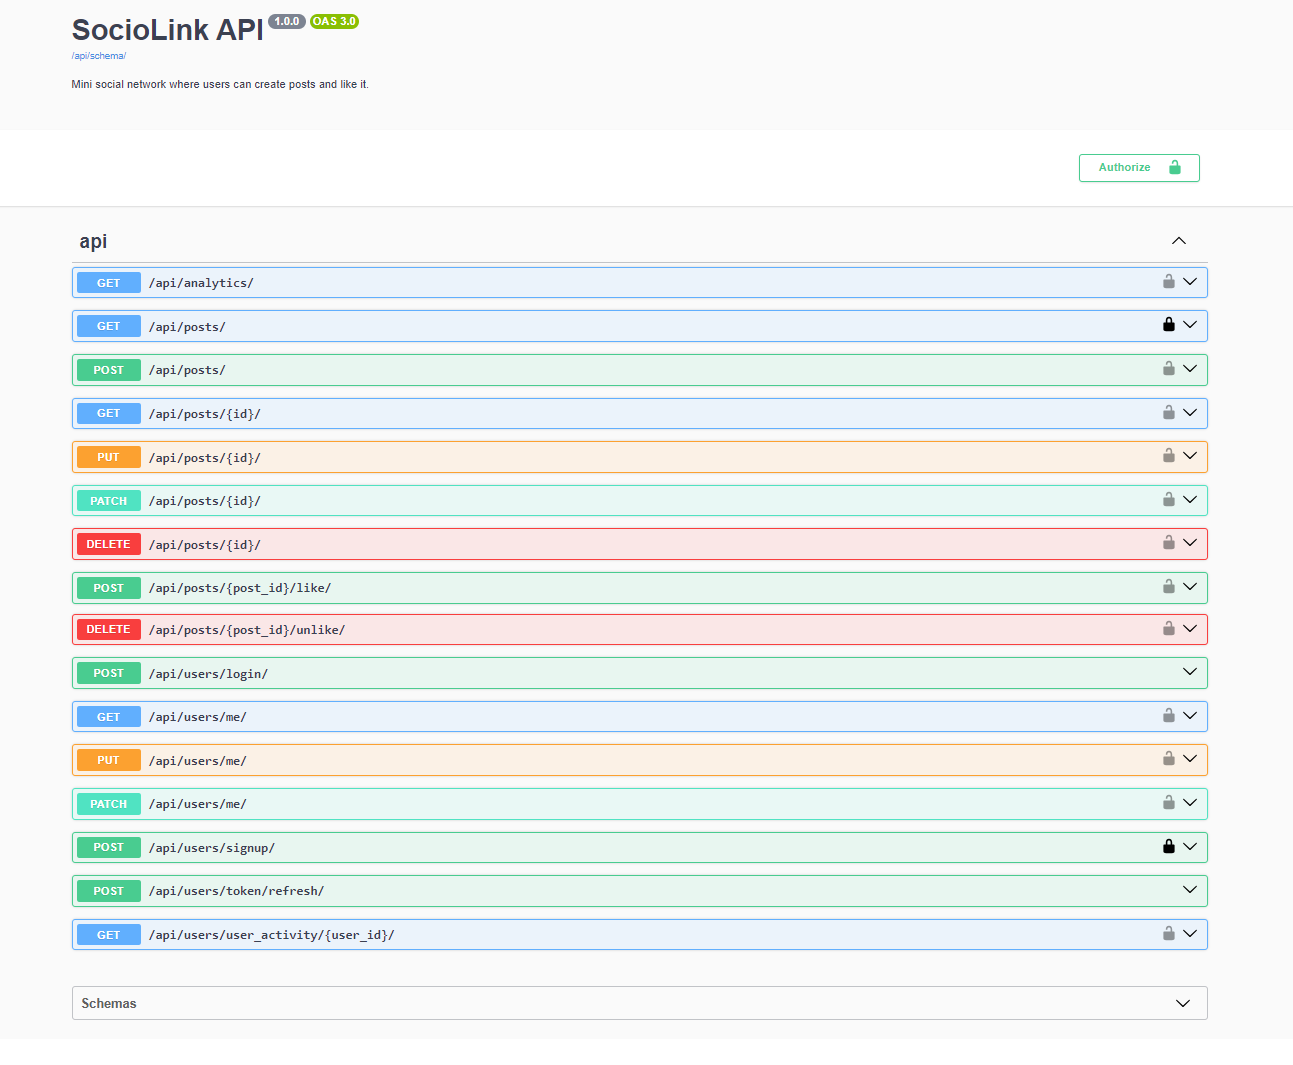 SocioLink API 1.0.0 OAS 3.0
/api/schema/
Mini social network where users can create posts and like it.
Authorize
api
GET /api/analytics/
GET /api/posts/
POST /api/posts/
GET /api/posts/{id}/
PUT /api/posts/{id}/
PATCH /api/posts/{id}/
DELETE /api/posts/{id}/
POST /api/posts/{post_id}/like/
DELETE /api/posts/{post_id}/unlike/
POST /api/users/login/
GET /api/users/me/
PUT /api/users/me/
PATCH /api/users/me/
POST /api/users/signup/
POST /api/users/token/refresh/
GET /api/users/user_activity/{user_id}/
Schemas